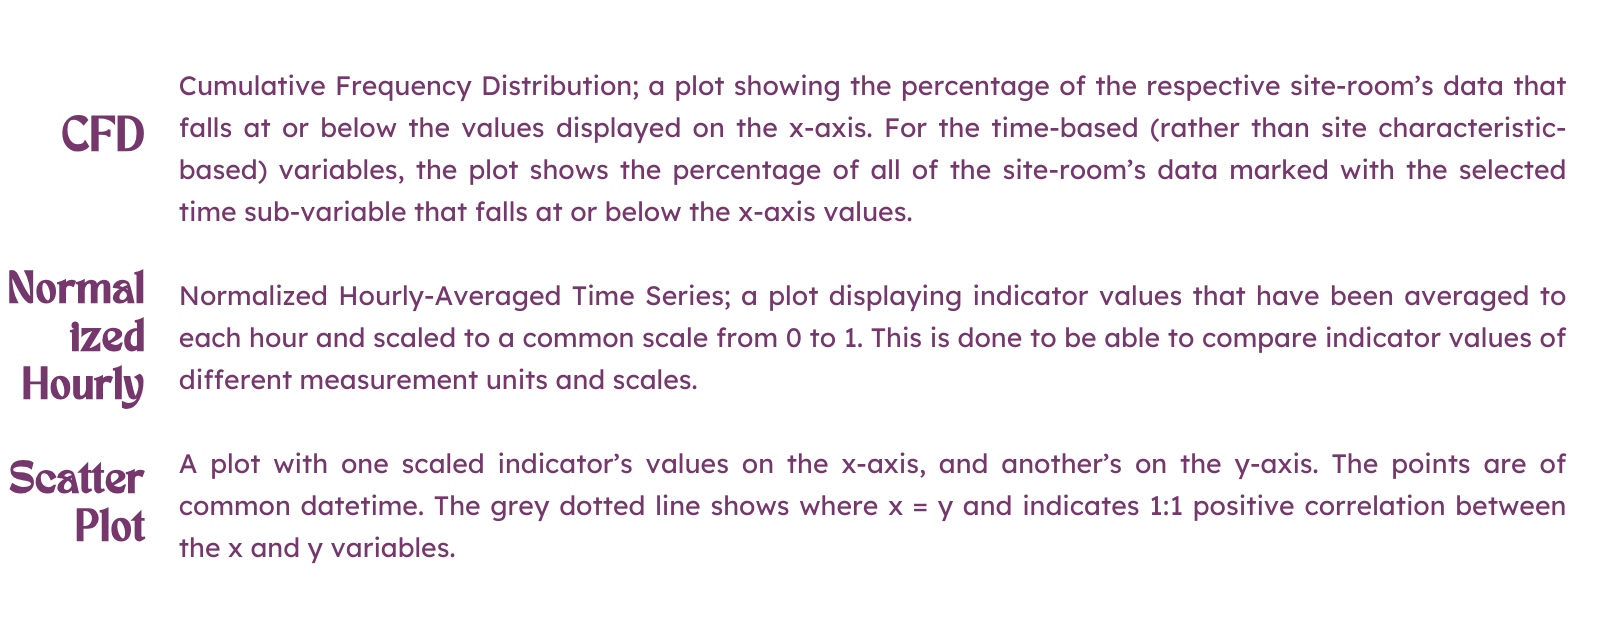 CFD
Cumulative Frequency Distribution; a plot showing the percentage of the respective site-room’s data that
falls at or below the values displayed on the x-axis. For the time-based (rather than site characteristic-
based) variables, the plot shows the percentage of all of the site-room’s data marked with the selected
time sub-variable that falls at or below the x-axis values.
Normal
ized
Hourly
Normalized Hourly-Averaged Time Series; a plot displaying indicator values that have been averaged to
each hour and scaled to a common scale from 0 to 1. This is done to be able to compare indicator values of
different measurement units and scales.
Scatter
Plot
A plot with one scaled indicator’s values on the x-axis, and another’s on the y-axis. The points are of
common datetime. The grey dotted line shows where x = y and indicates 1:1 positive correlation between
the x and y variables.